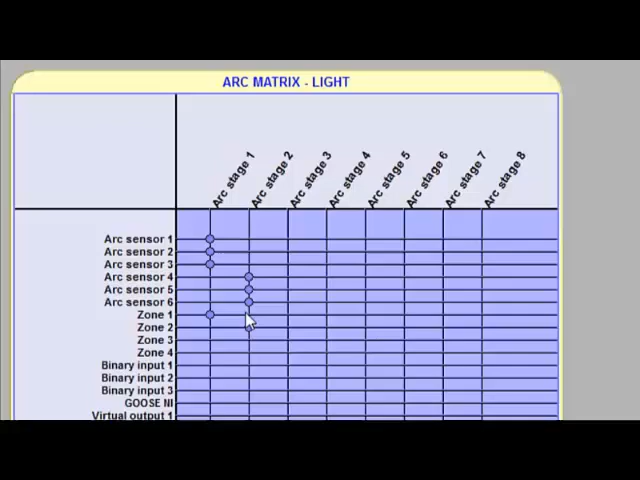 ARC MATRIX - LIGHT
Arc stage 1
Arc stage 2
Arc stage 3
Arc stage 4
Arc stage 5
Arc stage 6
Arc stage 7
Arc stage 8
Arc sensor 1
Arc sensor 2
Arc sensor 3
Arc sensor 4
Arc sensor 5
Arc sensor 6
Zone 1
Zone 2
Zone 3
Zone 4
Binary input 1
Binary input 2
Binary input 3
GOOSE NI
Virtual output 1